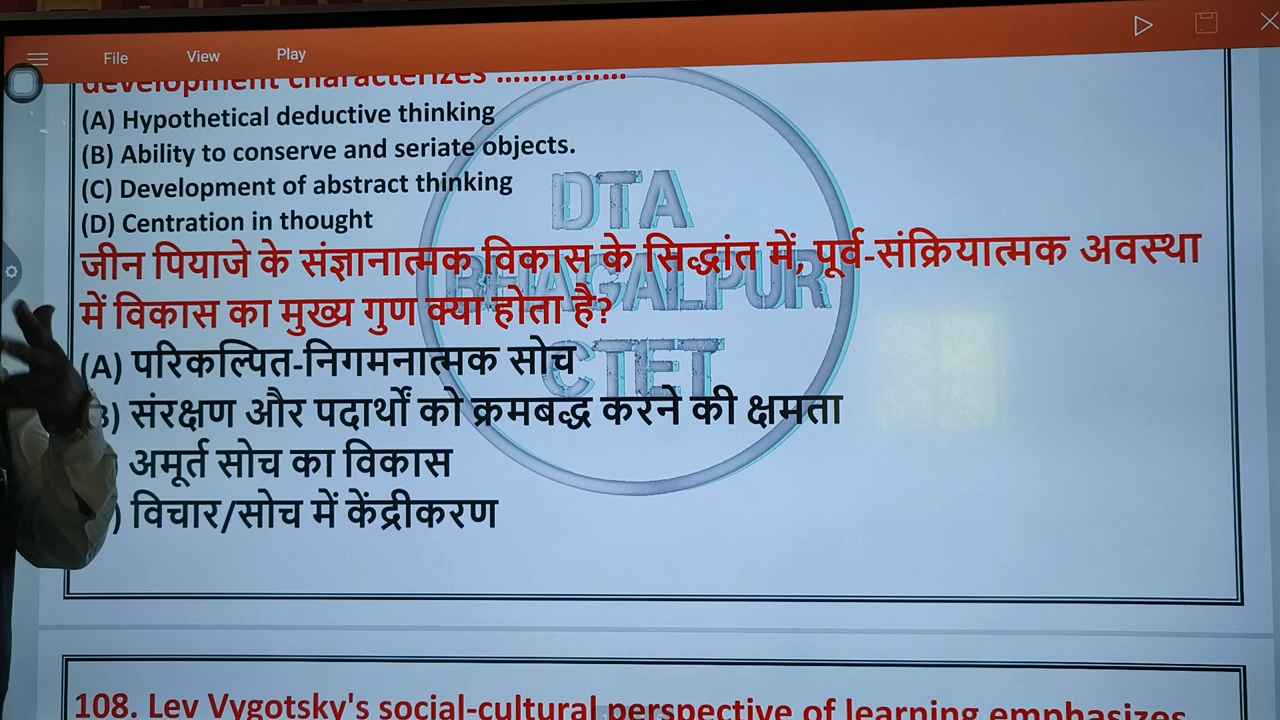 File View Play
development characterizes ...............
(A) Hypothetical deductive thinking
(B) Ability to conserve and seriate objects.
(C) Development of abstract thinking
(D) Centration in thought
जीन पियाजे के संज्ञानात्मक विकास के सिद्धांत में, पूर्व-संक्रियात्मक अवस्था
में विकास का मुख्य गुण क्या होता है?
(A) परिकल्पित-निगमनात्मक सोच
B) संरक्षण और पदार्थों को क्रमबद्ध करने की क्षमता
अमूर्त सोच का विकास
) विचार/सोच में केंद्रीकरण
DTA
BHAGALPUR
CTET
108. Lev Vygotsky's social-cultural perspective of learning emphasizes